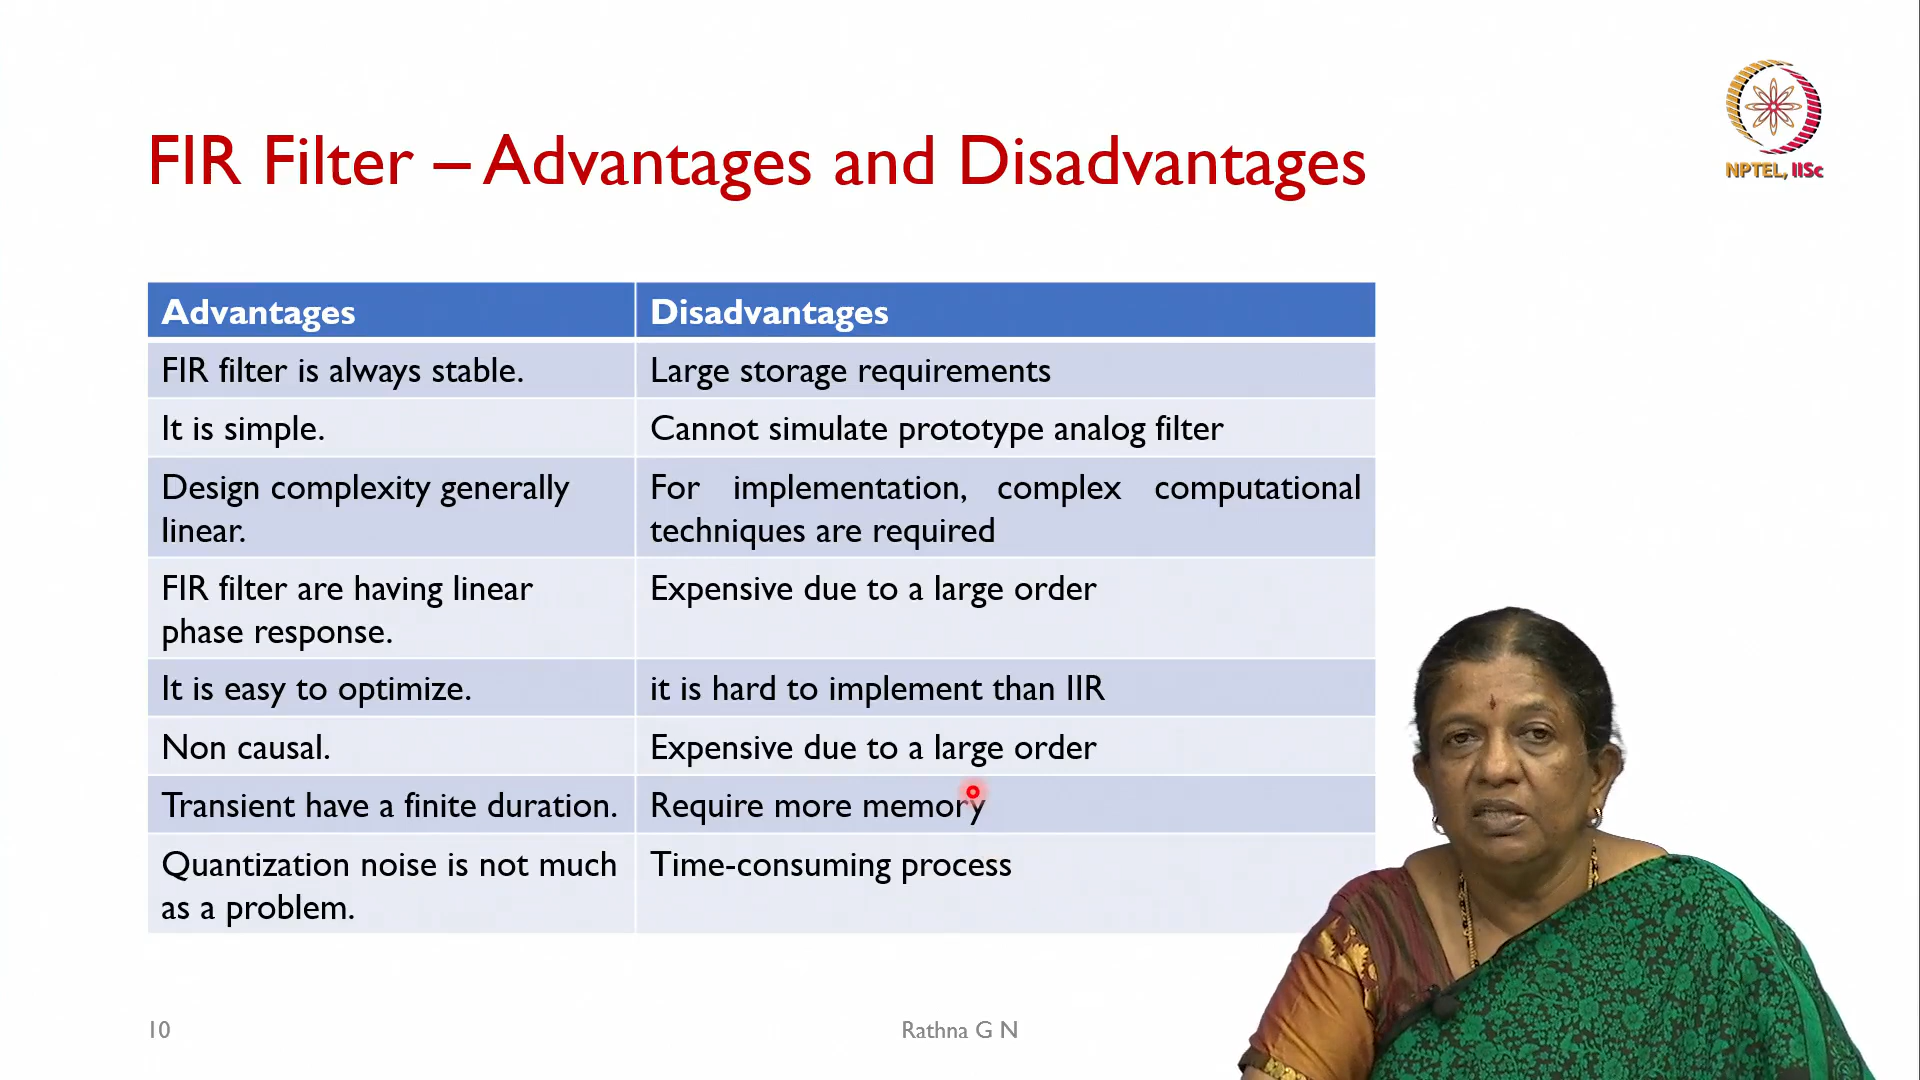 NPTEL, IISc
FIR Filter – Advantages and Disadvantages
Advantages
Disadvantages
FIR filter is always stable.
Large storage requirements
It is simple.
Cannot simulate prototype analog filter
Design complexity generally
linear.
For implementation, complex computational
techniques are required
FIR filter are having linear
phase response.
Expensive due to a large order
It is easy to optimize.
it is hard to implement than IIR
Non causal.
Expensive due to a large order
Transient have a finite duration.
Require more memory
Quantization noise is not much
as a problem.
Time-consuming process
10
Rathna G N